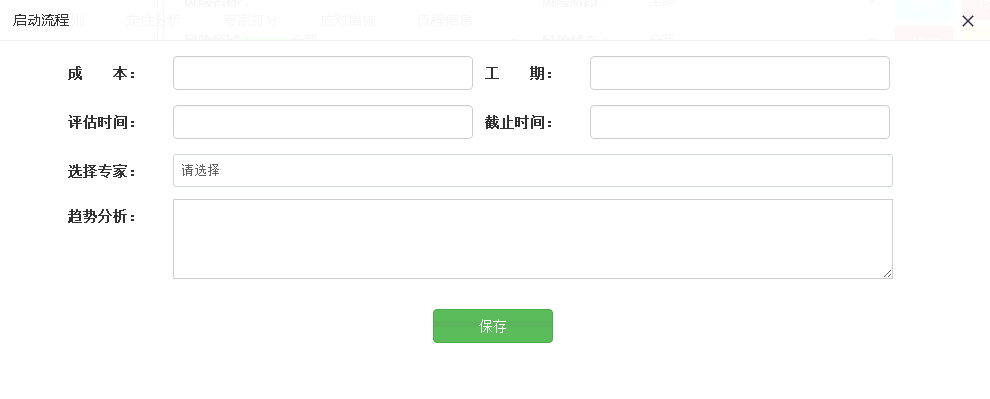 启动流程
成 本：
工 期：
评估时间：
截止时间：
选择专家：
请选择
趋势分析：
保存